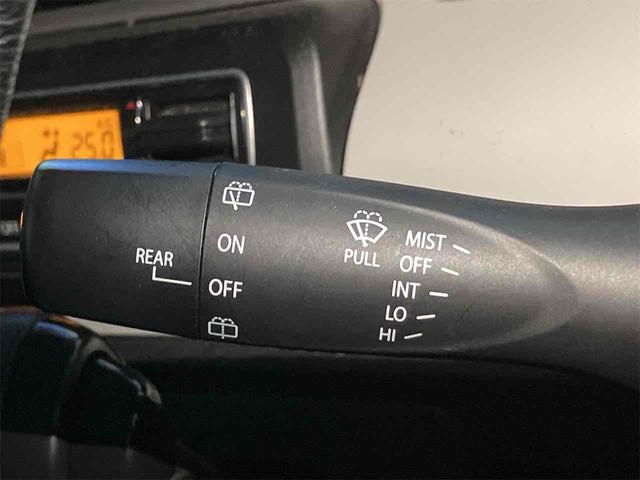 25.0
REAR
ON
OFF
PULL
MIST
OFF
INT
LO
HI